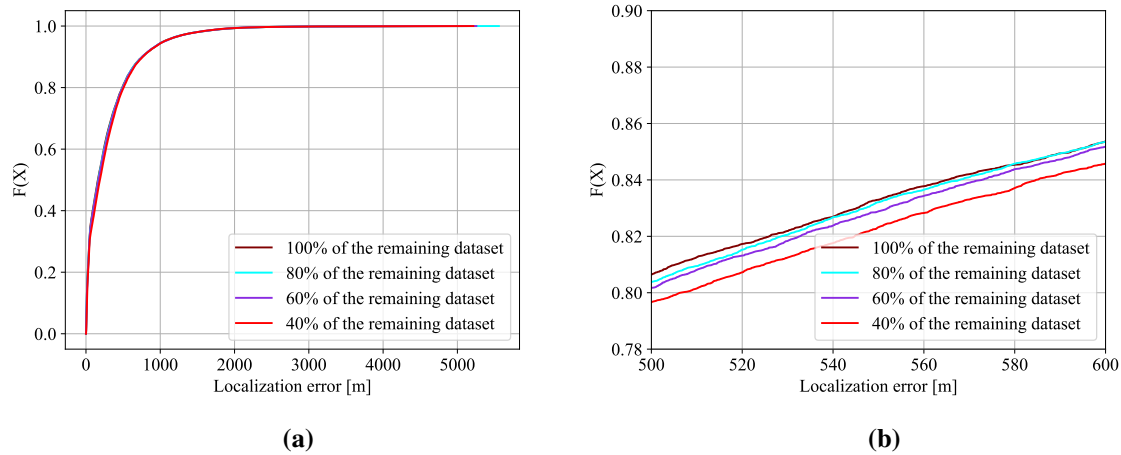 F(X)
1.0
0.8
0.6
0.4
0.2
0.0
100% of the remaining dataset
80% of the remaining dataset
60% of the remaining dataset
40% of the remaining dataset
0 1000 2000 3000 4000 5000
Localization error [m]
(a)
F(X)
0.90
0.88
0.86
0.84
0.82
0.80
0.78
100% of the remaining dataset
80% of the remaining dataset
60% of the remaining dataset
40% of the remaining dataset
500 520 540 560 580 600
Localization error [m]
(b)